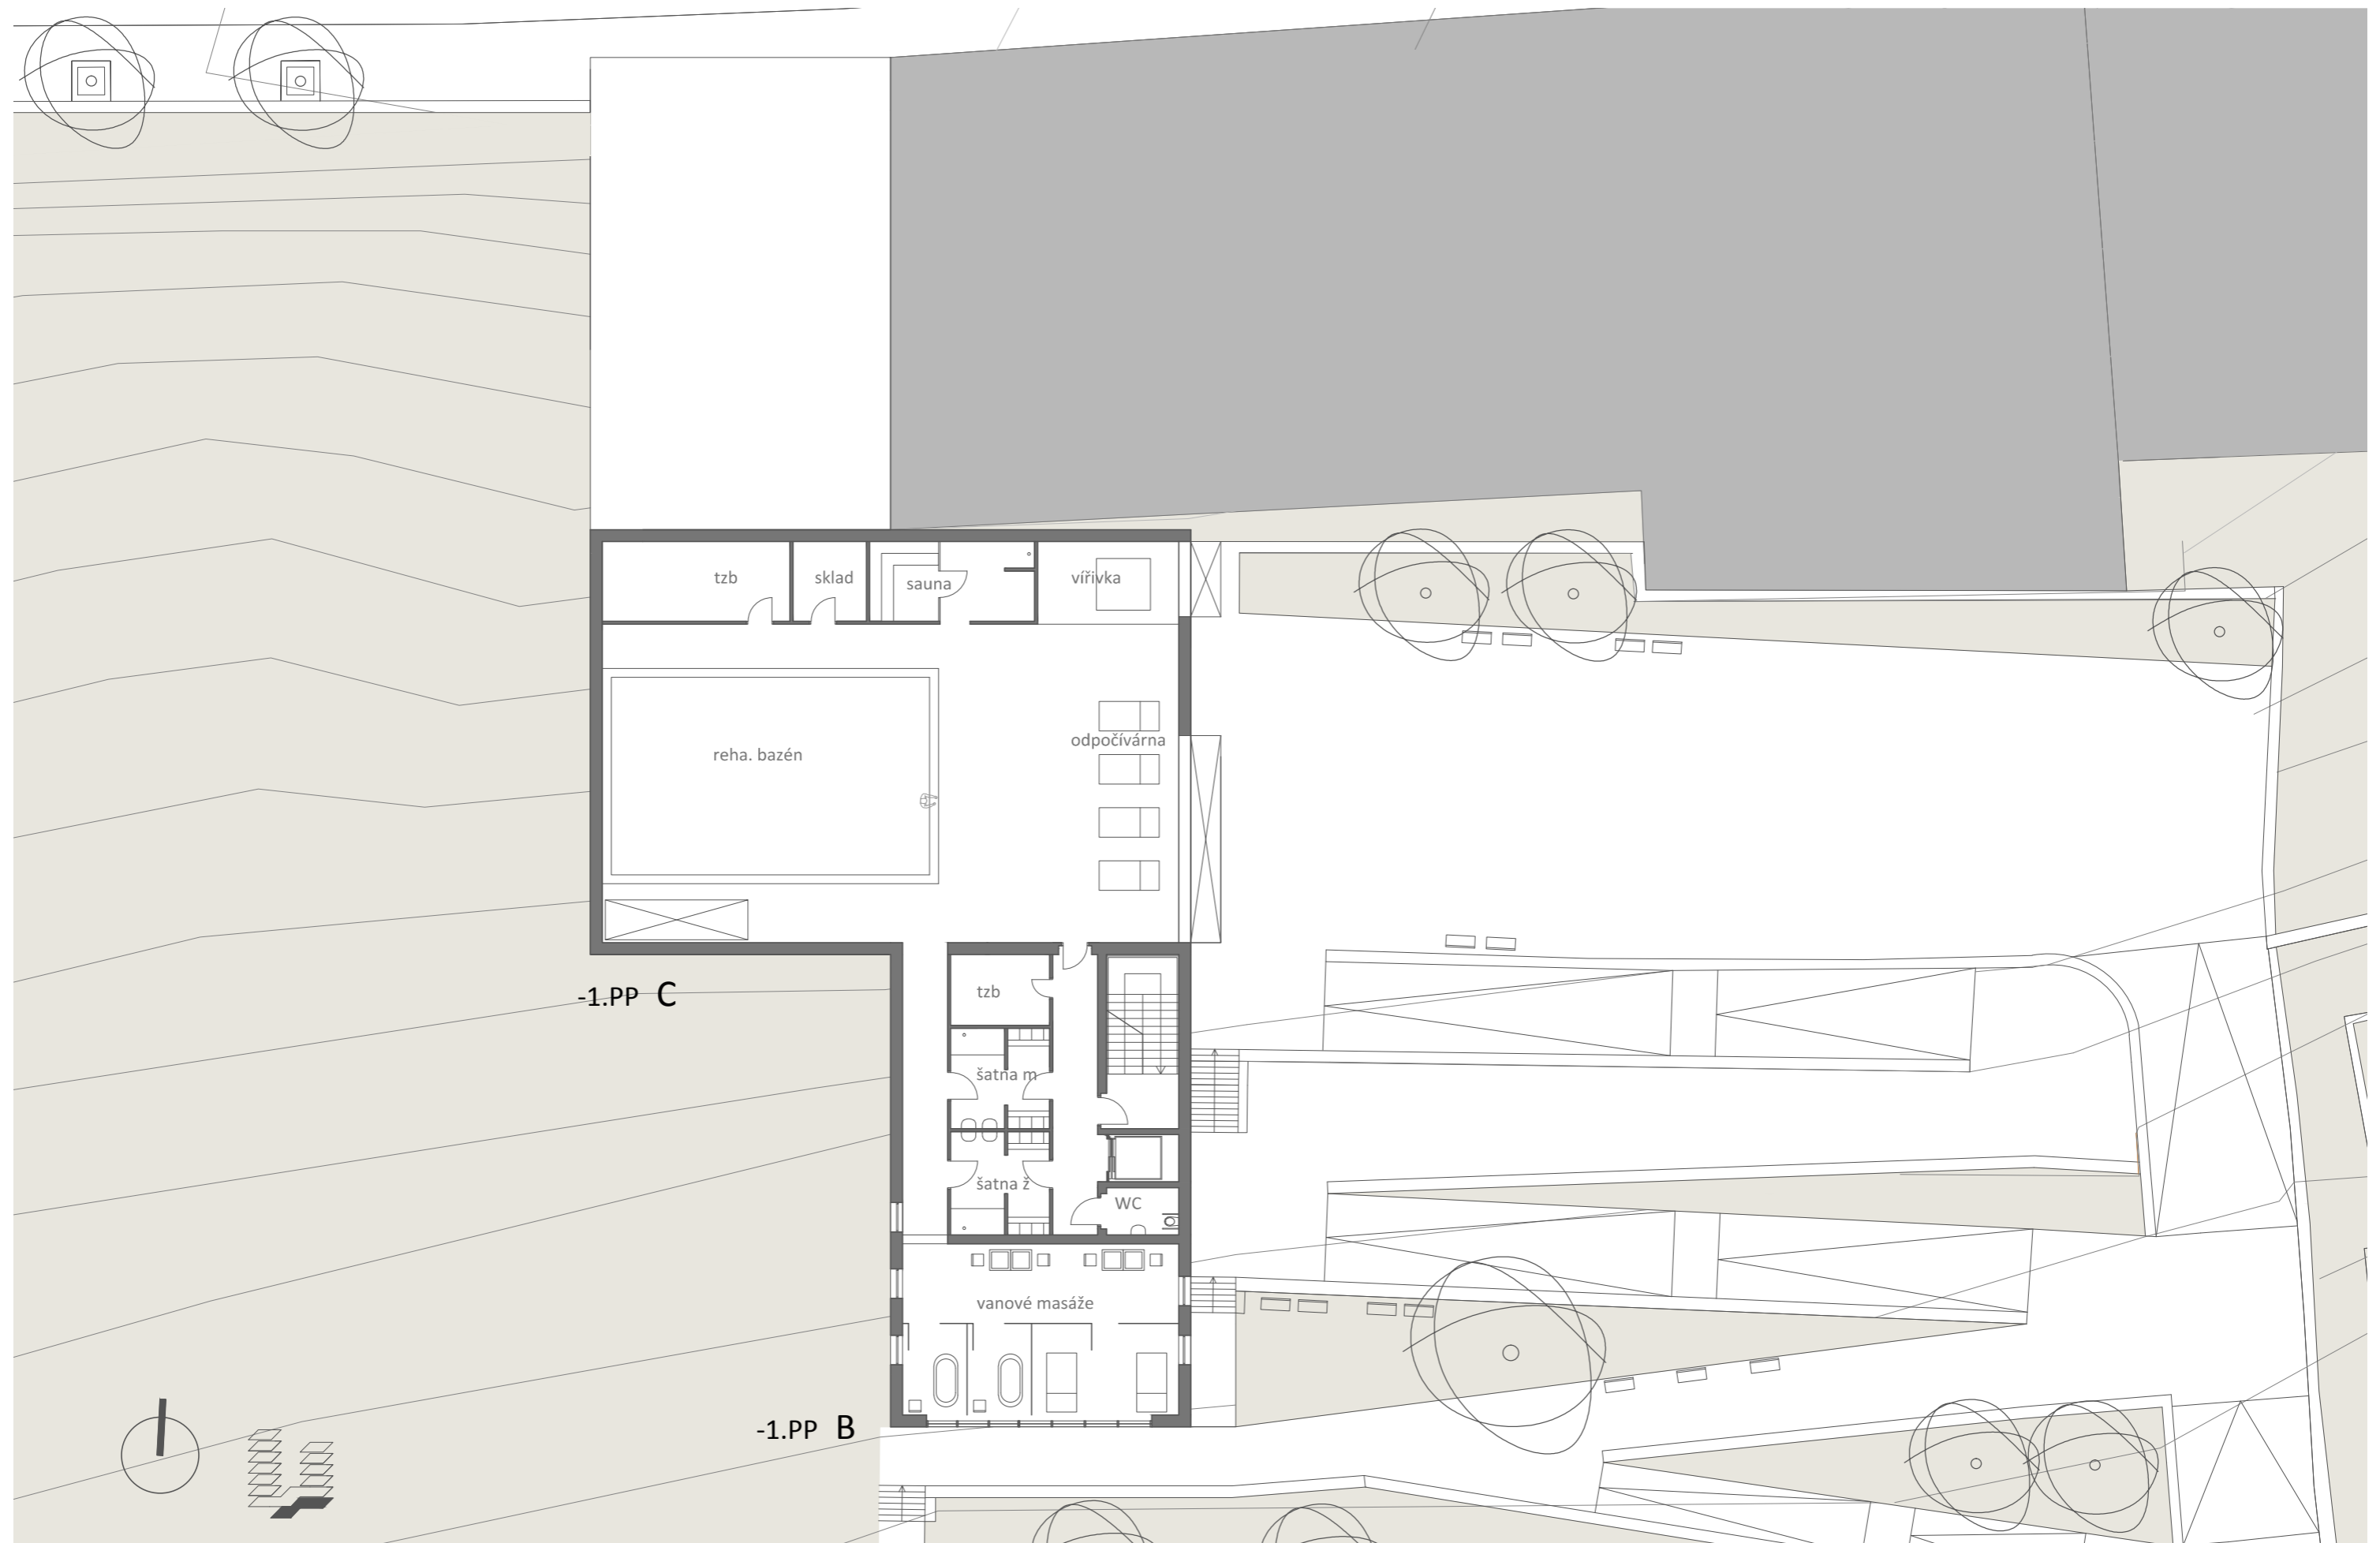 tzb
sklad
sauna
vířivka
odpočívárna
reha. bazén
-1.PP C
tzb
šatna m
šatna ž
WC
vanové masáže
-1.PP B